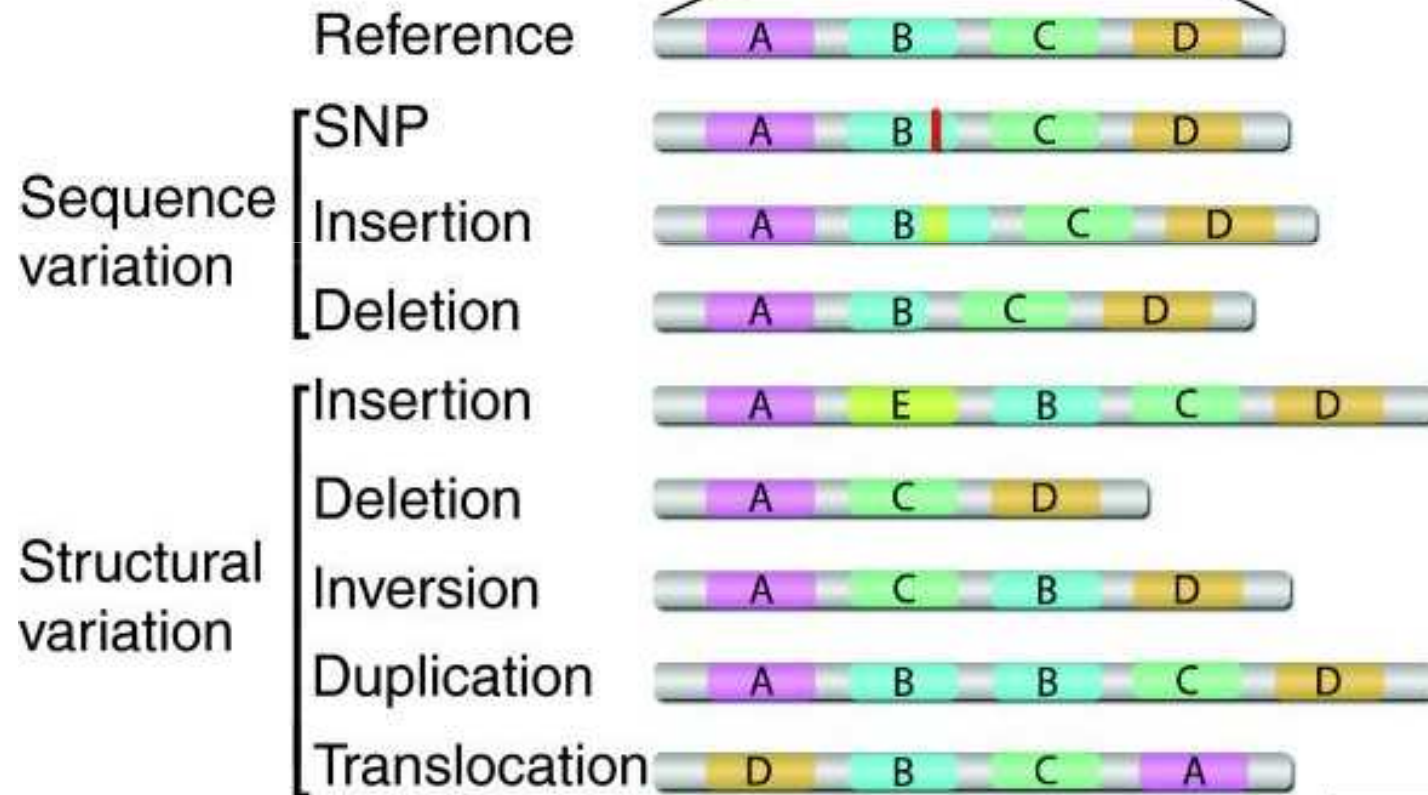 Reference A B C D
SNP A B C D
Sequence
variation
Insertion A B C D
Deletion A B C D
Insertion A E B C D
Deletion A C D
Structural
variation
Inversion A C B D
Duplication A B B C D
Translocation D B C A